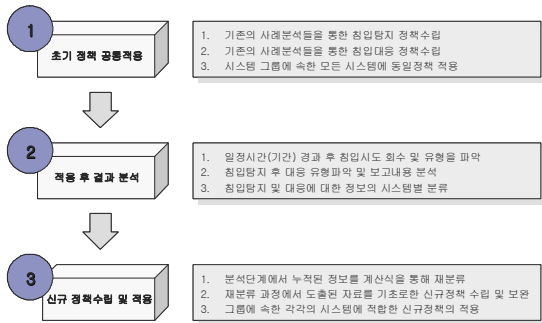 1
초기 정책 공통적용
1. 기존의 사례분석들을 통한 침입탐지 정책수립
2. 기존의 사례분석들을 통한 침입대응 정책수립
3. 시스템 그룹에 속한 모든 시스템에 동일정책 적용
2
적용 후 결과 분석
1. 일정시간(기간) 경과 후 침입시도 회수 및 유형을 파악
2. 침입탐지 후 대응 유형파악 및 보고내용 분석
3. 침입탐지 및 대응에 대한 정보의 시스템별 분류
3
신규 정책수립 및 적용
1. 분석단계에서 누적된 정보를 계산식을 통해 재분류
2. 재분류 과정에서 도출된 자료를 기초로한 신규정책 수립 및 보완
3. 그룹에 속한 각각의 시스템에 적합한 신규정책의 적용